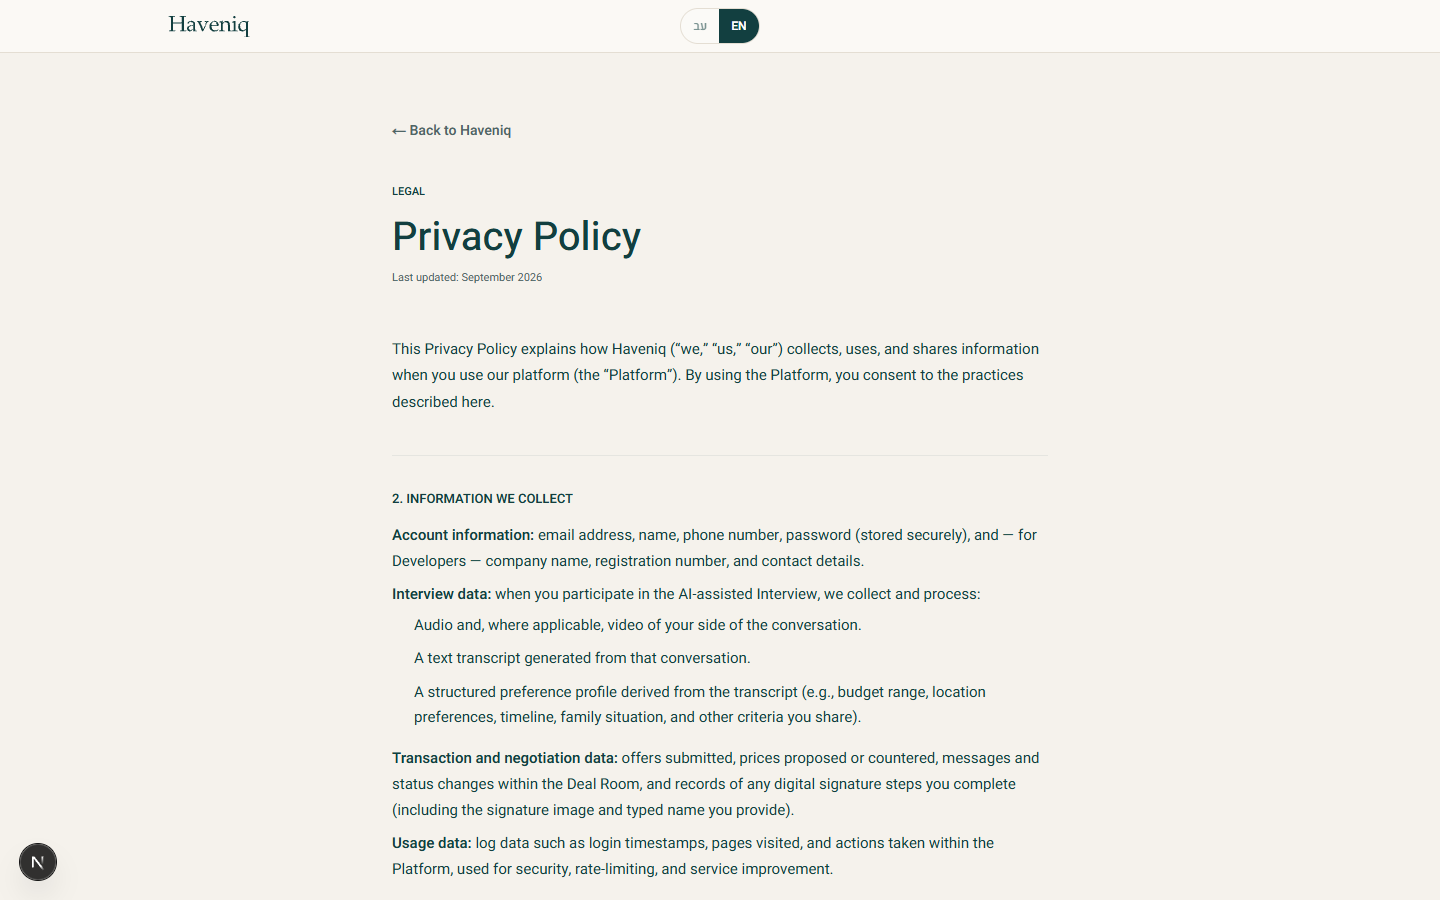 Haveniq
עב
EN
← Back to Haveniq
LEGAL
Privacy Policy
Last updated: September 2026
This Privacy Policy explains how Haveniq (“we,” “us,” “our”) collects, uses, and shares information
when you use our platform (the “Platform”). By using the Platform, you consent to the practices
described here.
2. INFORMATION WE COLLECT
Account information: email address, name, phone number, password (stored securely), and — for
Developers — company name, registration number, and contact details.
Interview data: when you participate in the AI-assisted Interview, we collect and process:
Audio and, where applicable, video of your side of the conversation.
A text transcript generated from that conversation.
A structured preference profile derived from the transcript (e.g., budget range, location
preferences, timeline, family situation, and other criteria you share).
Transaction and negotiation data: offers submitted, prices proposed or countered, messages and
status changes within the Deal Room, and records of any digital signature steps you complete
(including the signature image and typed name you provide).
Usage data: log data such as login timestamps, pages visited, and actions taken within the
Platform, used for security, rate-limiting, and service improvement.
N